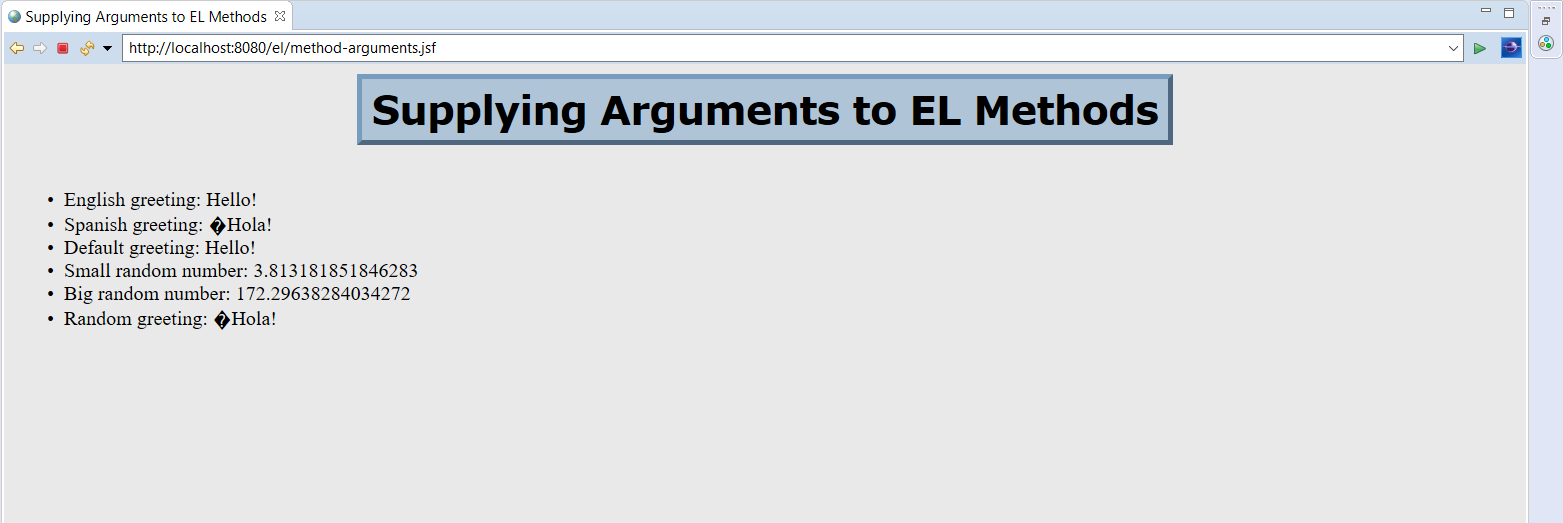 Supplying Arguments to EL Methods
http://localhost:8080/el/method-arguments.jsf
Supplying Arguments to EL Methods
• English greeting: Hello!
• Spanish greeting: �Hola!
• Default greeting: Hello!
• Small random number: 3.813181851846283
• Big random number: 172.29638284034272
• Random greeting: �Hola!